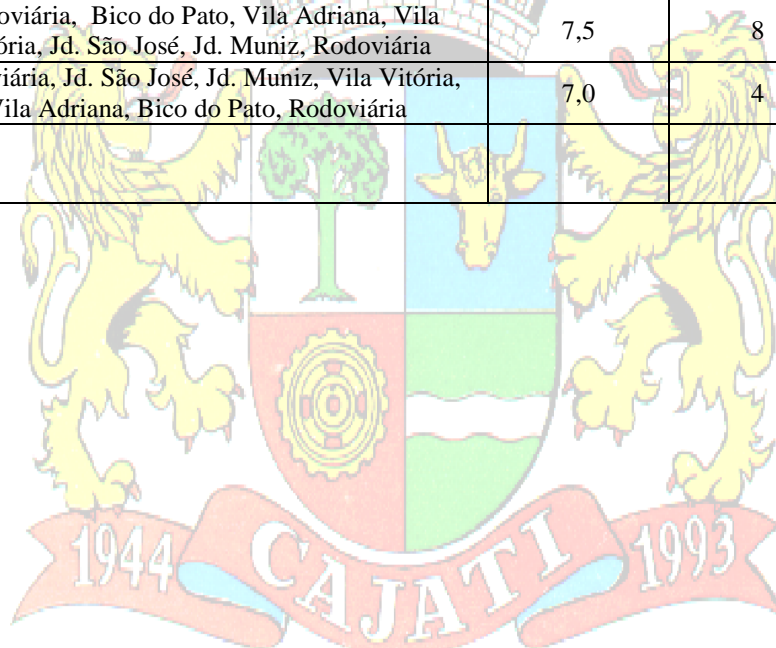 oviária, Bico do Pato, Vila Adriana, Vila
ória, Jd. São José, Jd. Muniz, Rodoviária 7,5 8
iária, Jd. São José, Jd. Muniz, Vila Vitória,
Vila Adriana, Bico do Pato, Rodoviária 7,0 4
1944 CAJATI 1993